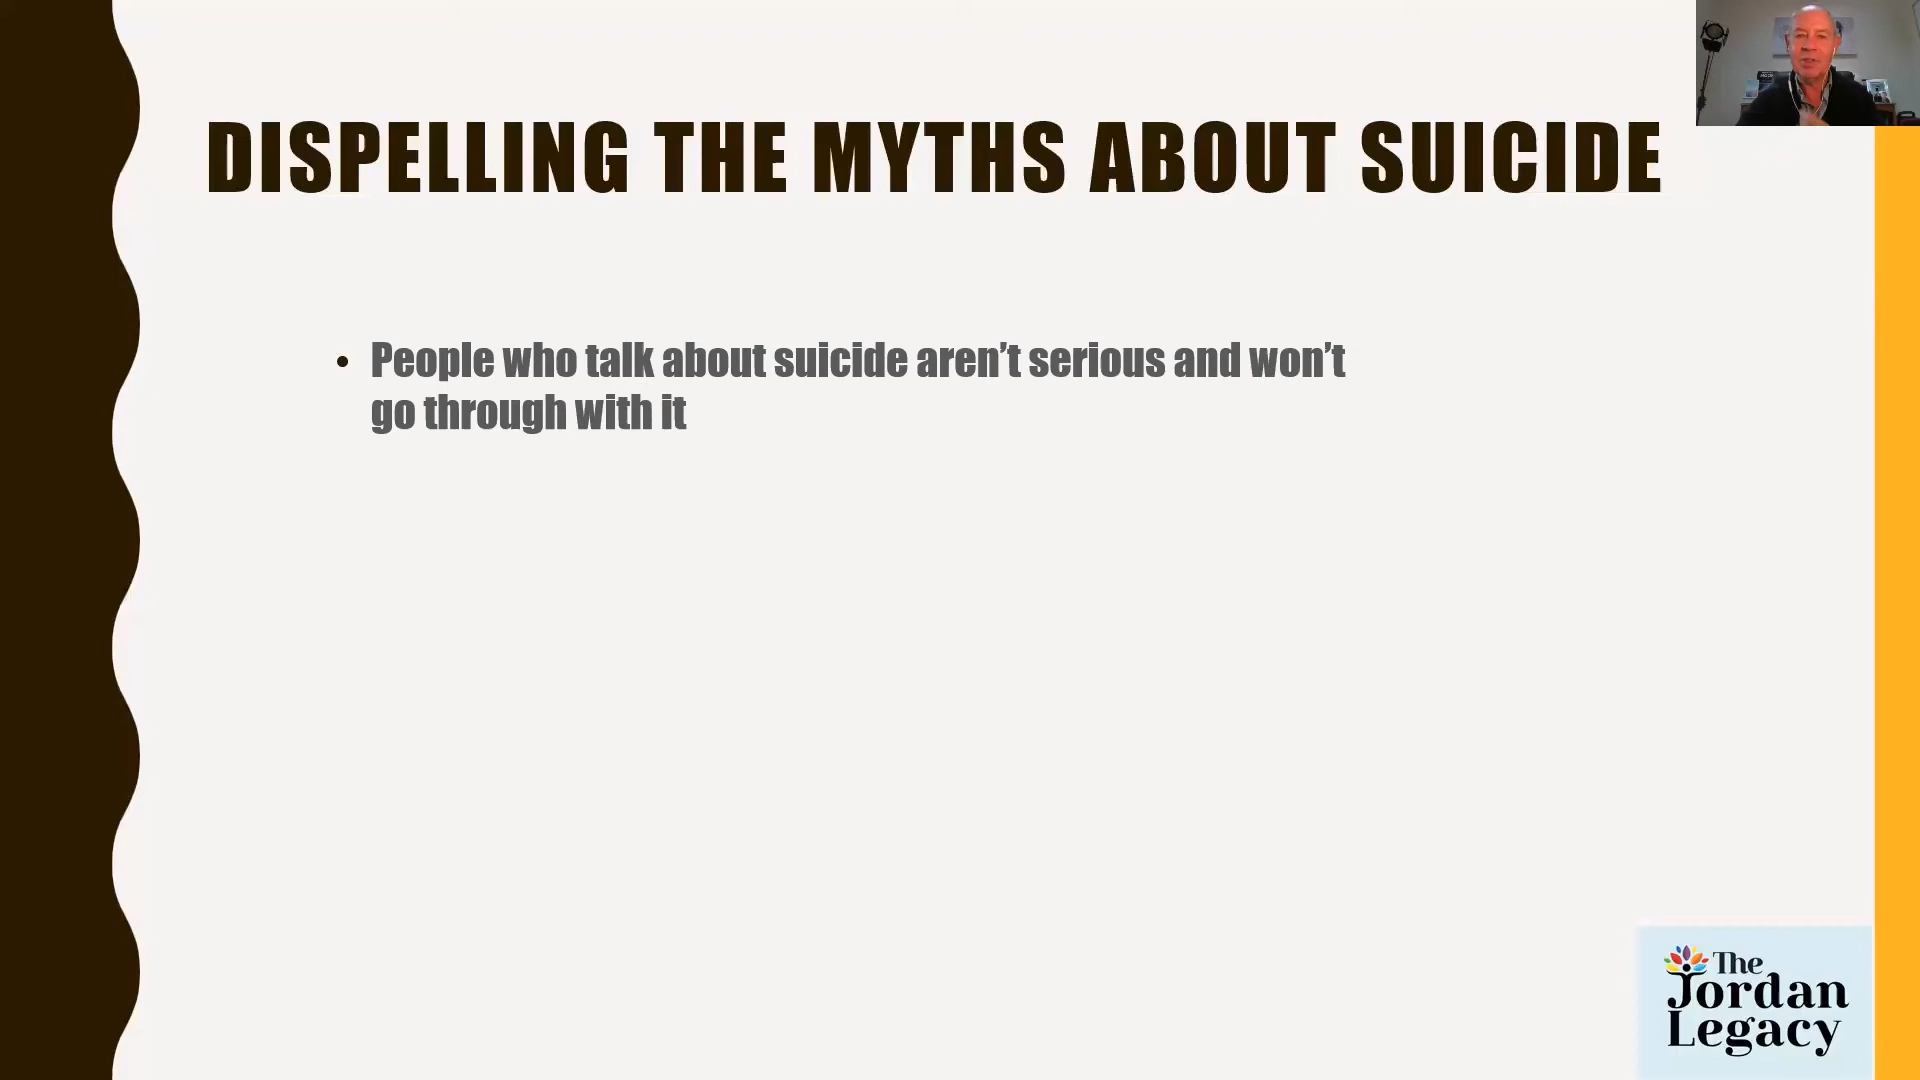 DISPELLING THE MYTHS ABOUT SUICIDE
• People who talk about suicide aren’t serious and won’t
go through with it
The
Jordan
Legacy